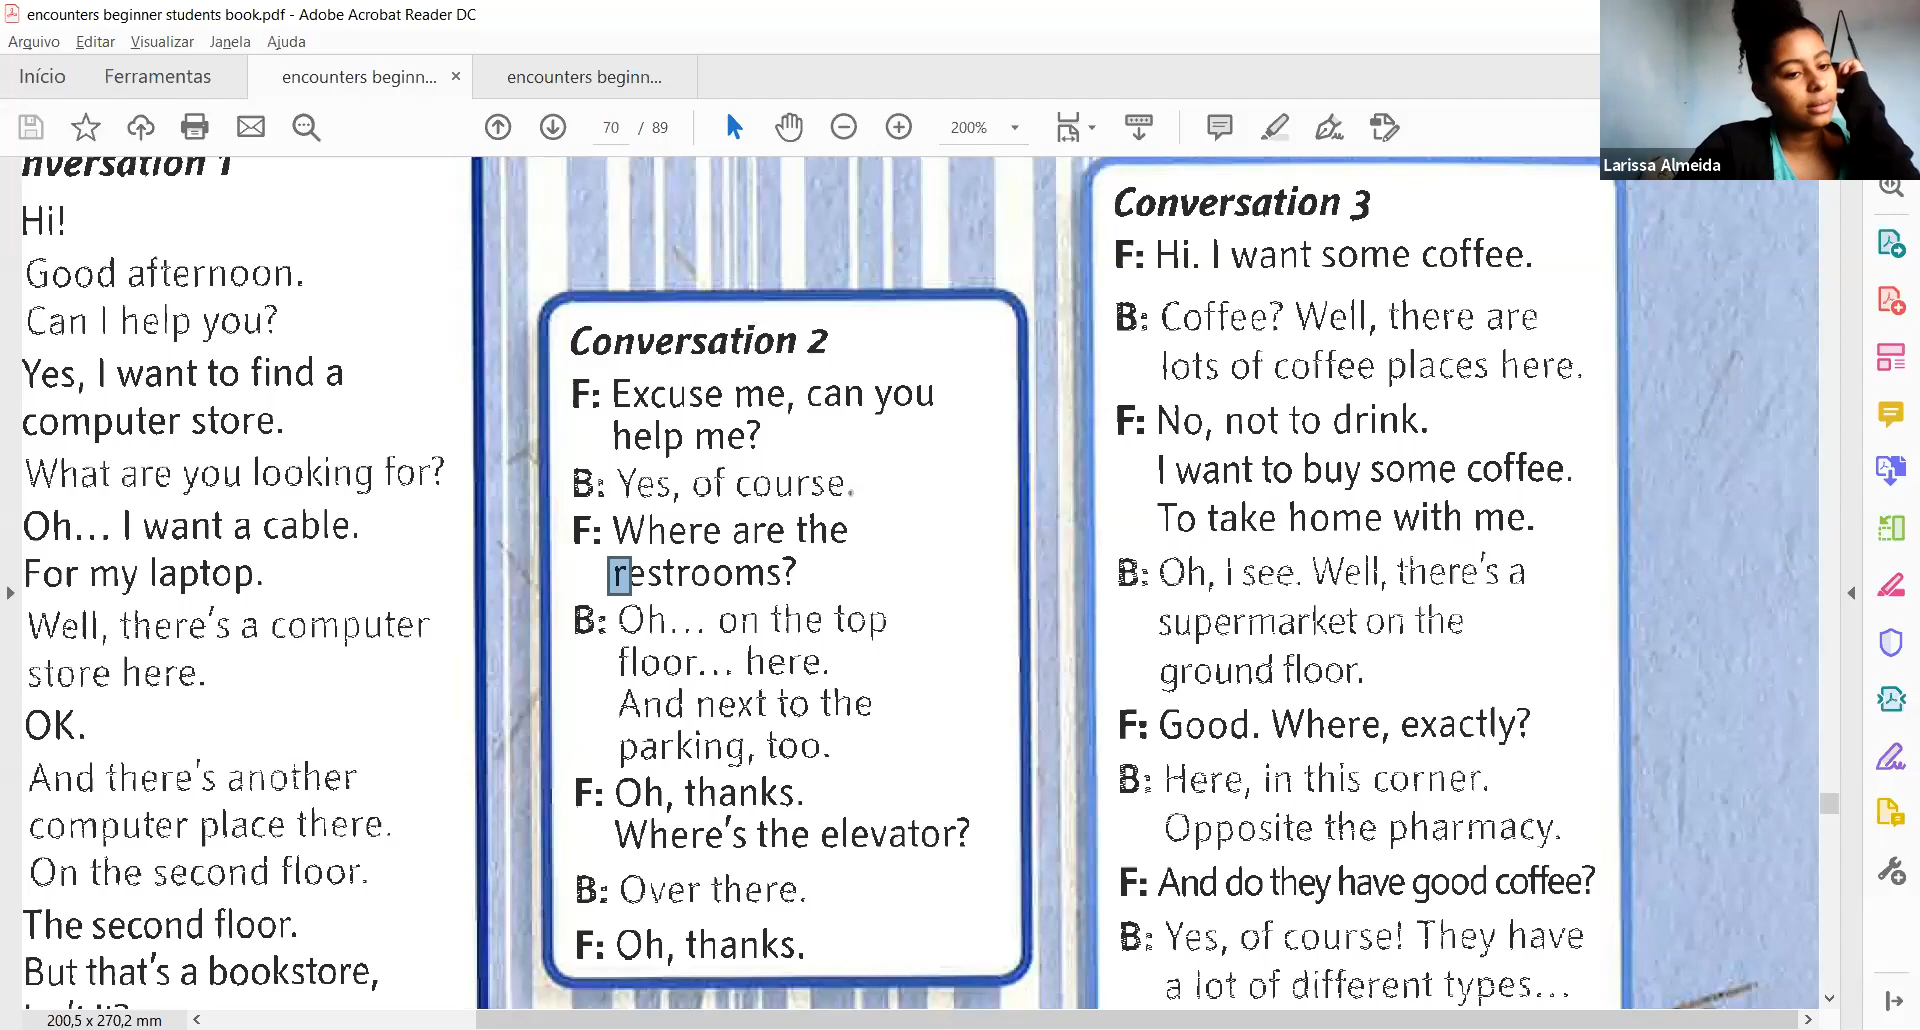 encounters beginner students book.pdf - Adobe Acrobat Reader DC
Arquivo Editar Visualizar Janela Ajuda
Início Ferramentas encounters beginn... × encounters beginn...
70 / 89 200%
Larissa Almeida
nversation 1
Hi!
Good afternoon.
Can I help you?
Yes, I want to find a
computer store.
What are you looking for?
Oh... I want a cable.
For my laptop.
Well, there's a computer
store here.
OK.
And there's another
computer place there.
On the second floor.
The second floor.
But that's a bookstore,
Conversation 2
F: Excuse me, can you
help me?
B: Yes, of course.
F: Where are the
restrooms?
B: Oh... on the top
floor... here.
And next to the
parking, too.
F: Oh, thanks.
Where's the elevator?
B: Over there.
F: Oh, thanks.
Conversation 3
F: Hi. I want some coffee.
B: Coffee? Well, there are
lots of coffee places here.
F: No, not to drink.
I want to buy some coffee.
To take home with me.
B: Oh, I see. Well, there's a
supermarket on the
ground floor.
F: Good. Where, exactly?
B: Here, in this corner.
Opposite the pharmacy.
F: And do they have good coffee?
B: Yes, of course! They have
a lot of different types...
200,5 x 270,2 mm